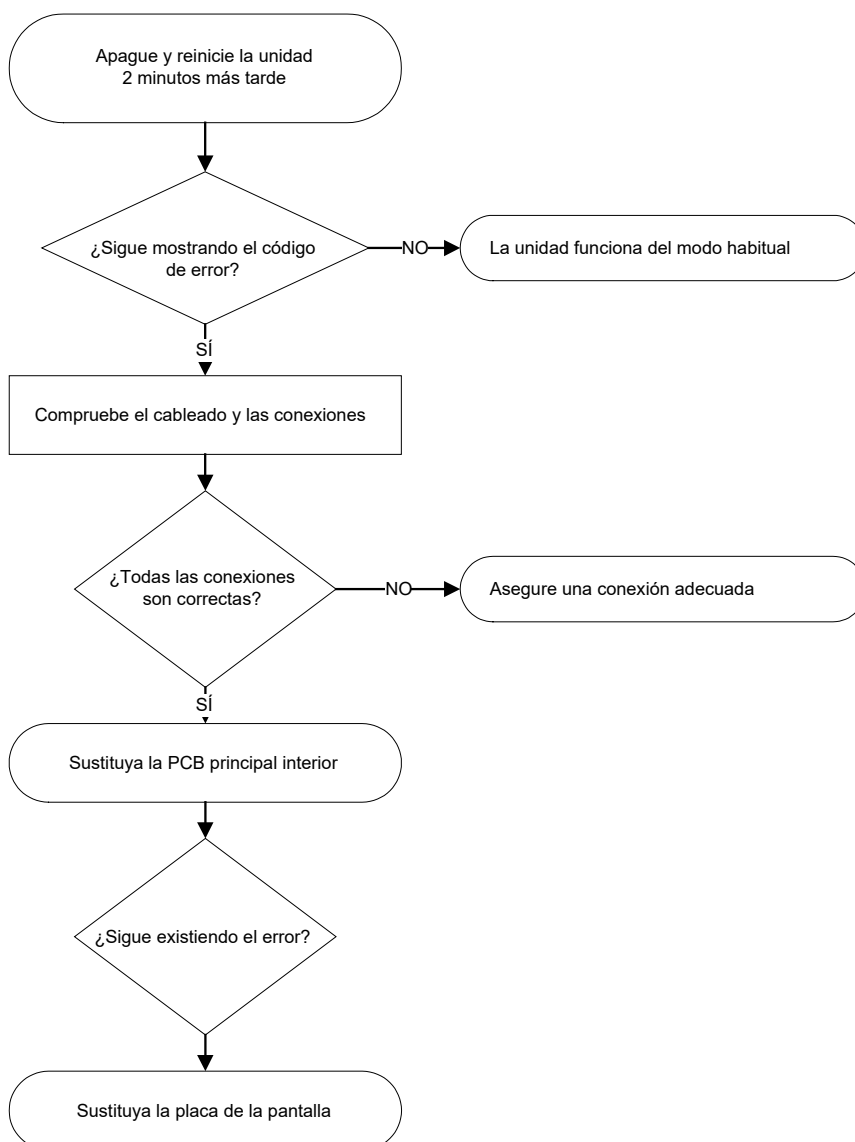 Apague y reinicie la unidad
2 minutos más tarde
¿Sigue mostrando el código
de error?
NO
La unidad funciona del modo habitual
SÍ
Compruebe el cableado y las conexiones
¿Todas las conexiones
son correctas?
NO
Asegure una conexión adecuada
SÍ
Sustituya la PCB principal interior
¿Sigue existiendo el error?
Sustituya la placa de la pantalla